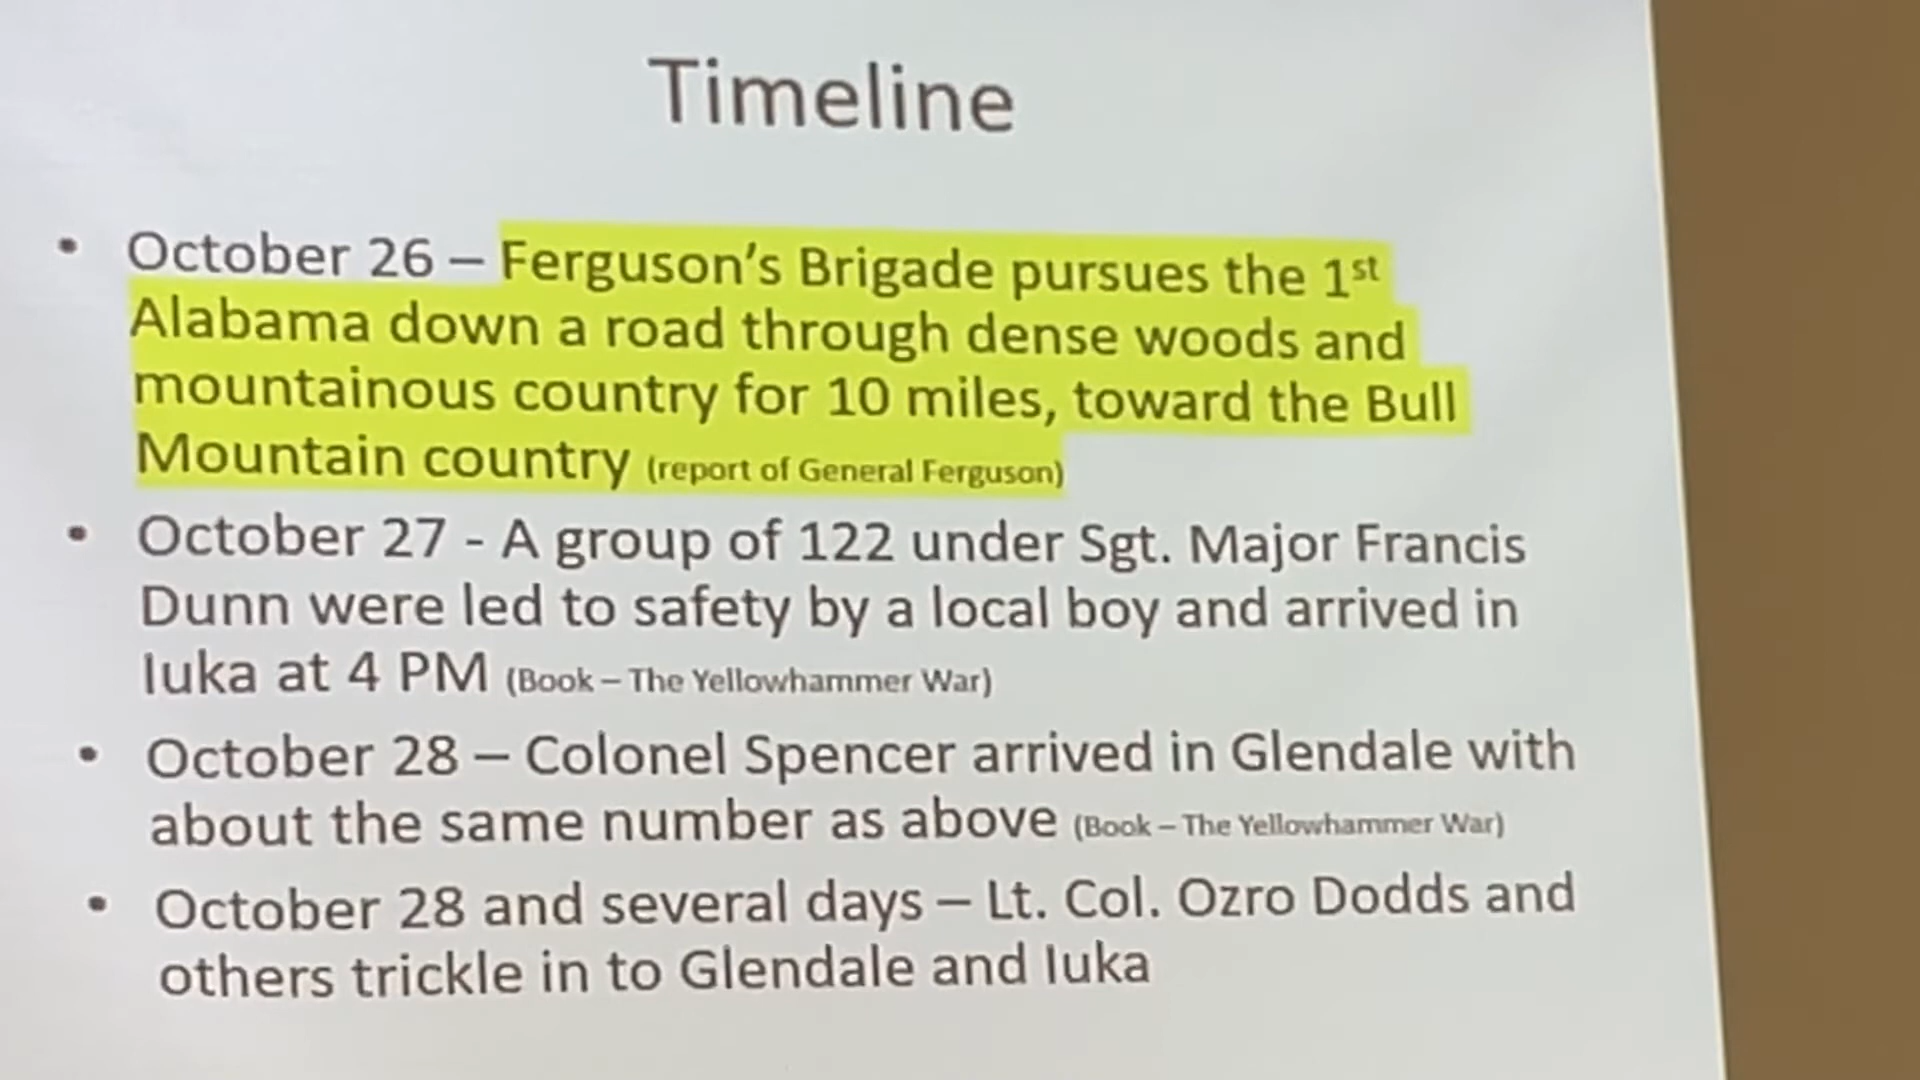 Timeline
• October 26 – Ferguson's Brigade pursues the 1st
Alabama down a road through dense woods and
mountainous country for 10 miles, toward the Bull
Mountain country (report of General Ferguson)
• October 27 - A group of 122 under Sgt. Major Francis
Dunn were led to safety by a local boy and arrived in
Iuka at 4 PM (Book – The Yellowhammer War)
• October 28 – Colonel Spencer arrived in Glendale with
about the same number as above (Book – The Yellowhammer War)
• October 28 and several days – Lt. Col. Ozro Dodds and
others trickle in to Glendale and Iuka